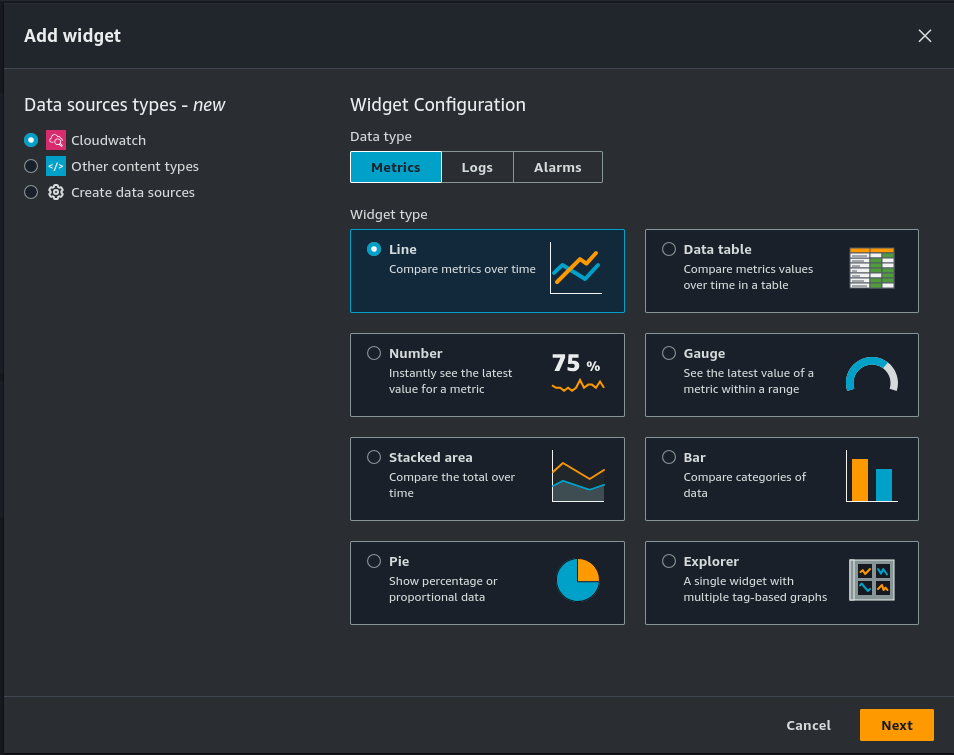 Add widget
Data sources types - new
Cloudwatch
</> Other content types
Create data sources
Widget Configuration
Data type
Metrics
Logs
Alarms
Widget type
Line
Compare metrics over time
Data table
Compare metrics values
over time in a table
Number
Instantly see the latest
value for a metric
75 %
Gauge
See the latest value of a
metric within a range
Stacked area
Compare the total over
time
Bar
Compare categories of
data
Pie
Show percentage or
proportional data
Explorer
A single widget with
multiple tag-based graphs
Cancel
Next